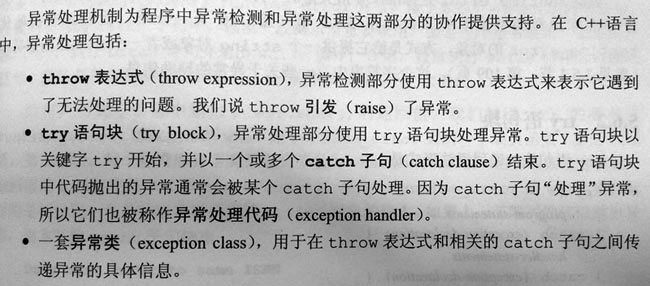 异常处理机制为程序中异常检测和异常处理这两部分的协作提供支持。在 C++语言
中，异常处理包括：
• throw 表达式（throw expression），异常检测部分使用 throw 表达式来表示它遇到
了无法处理的问题。我们说 throw 引发（raise）了异常。
• try 语句块（try block），异常处理部分使用 try 语句块处理异常。try 语句块以
关键字 try 开始，并以一个或多个 catch 子句（catch clause）结束。try 语句块
中代码抛出的异常通常会被某个 catch 子句处理。因为 catch 子句“处理”异常，
所以它们也被称作异常处理代码（exception handler）。
• 一套异常类（exception class），用于在 throw 表达式和相关的 catch 子句之间传
递异常的具体信息。